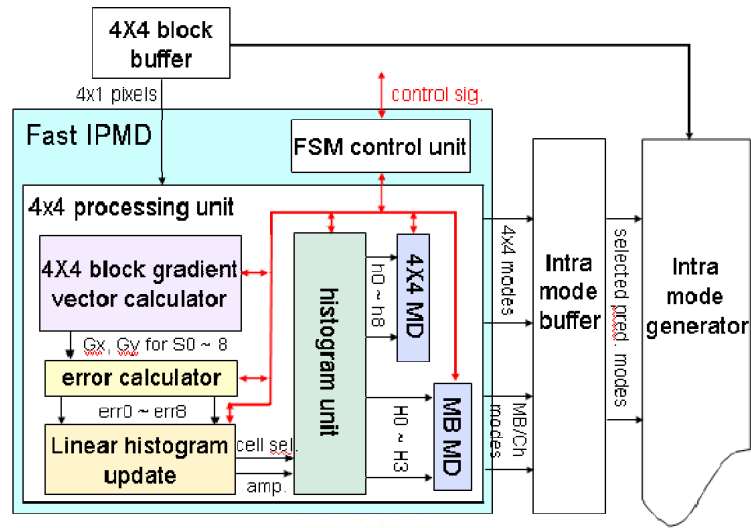 4X4 block
buffer
4x1 pixels
control sig.
Fast IPMD
FSM control unit
4x4 processing unit
4X4 block gradient
vector calculator
Gx, Gy for S0 ~ 8
error calculator
err0 ~ err8
Linear histogram
update
cell sel.
amp.
histogram unit
h0 ~ h8
4X4 MD
H0 ~ H3
MB MD
4x4 modes
MB/Ch
modes
Intra
mode
buffer
selected pred. modes
Intra
mode
generator